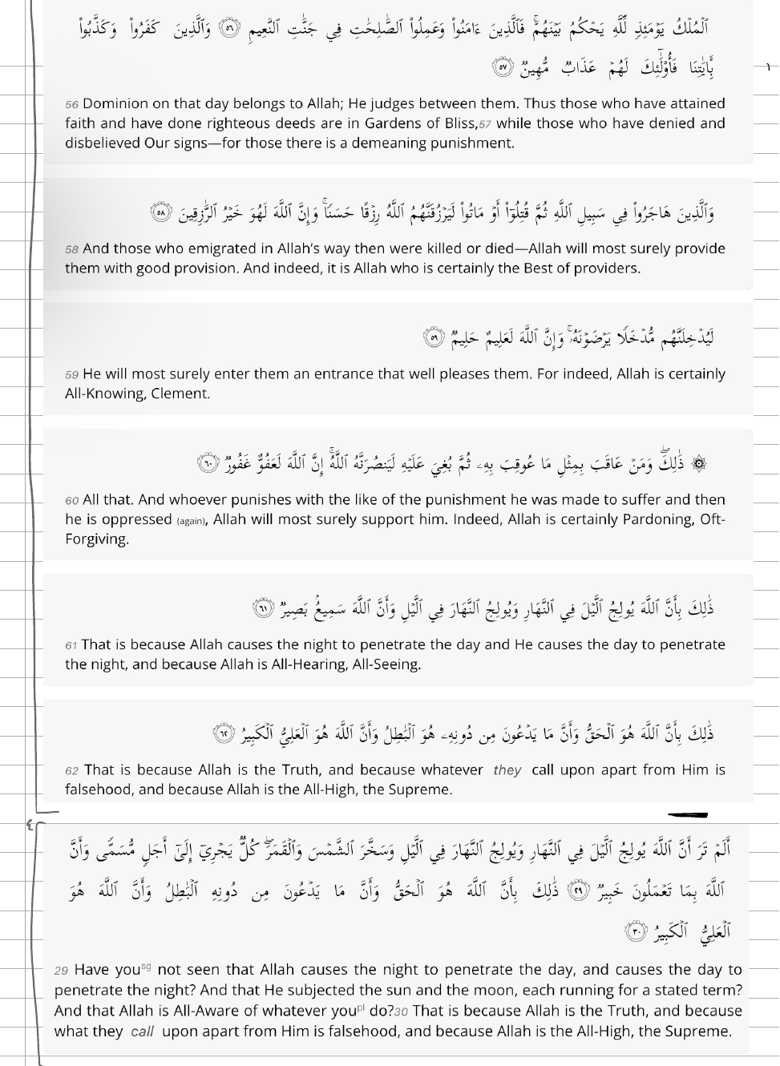 ٱلۡمُلۡكُ يَوۡمَئِذٍ لِّلَّهِ يَحۡكُمُ بَيۡنَهُمۡۚ فَٱلَّذِينَ ءَامَنُواْ وَعَمِلُواْ ٱلصَّٰلِحَٰتِ فِي جَنَّٰتِ ٱلنَّعِيمِ ٥٦ وَٱلَّذِينَ كَفَرُواْ وَكَذَّبُواْ
بِـَٔايَٰتِنَا فَأُوْلَٰٓئِكَ لَهُمۡ عَذَابٞ مُّهِينٞ ٥٧
١
56 Dominion on that day belongs to Allah; He judges between them. Thus those who have attained
faith and have done righteous deeds are in Gardens of Bliss,57 while those who have denied and
disbelieved Our signs—for those there is a demeaning punishment.
وَٱلَّذِينَ هَاجَرُواْ فِي سَبِيلِ ٱللَّهِ ثُمَّ قُتِلُوٓاْ أَوۡ مَاتُواْ لَيَرۡزُقَنَّهُمُ ٱللَّهُ رِزۡقًا حَسَنٗاۚ وَإِنَّ ٱللَّهَ لَهُوَ خَيۡرُ ٱلرَّٰزِقِينَ ٥٨
58 And those who emigrated in Allah’s way then were killed or died—Allah will most surely provide
them with good provision. And indeed, it is Allah who is certainly the Best of providers.
لَيُدۡخِلَنَّهُم مُّدۡخَلٗا يَرۡضَوۡنَهُۥۚ وَإِنَّ ٱللَّهَ لَعَلِيمٌ حَلِيمٞ ٥٩
59 He will most surely enter them an entrance that well pleases them. For indeed, Allah is certainly
All-Knowing, Clement.
۞ ذَٰلِكَۖ وَمَنۡ عَاقَبَ بِمِثۡلِ مَا عُوقِبَ بِهِۦ ثُمَّ بُغِيَ عَلَيۡهِ لَيَنصُرَنَّهُ ٱللَّهُۚ إِنَّ ٱللَّهَ لَعَفُوٌّ غَفُورٞ ٦٠
60 All that. And whoever punishes with the like of the punishment he was made to suffer and then
he is oppressed (again), Allah will most surely support him. Indeed, Allah is certainly Pardoning, Oft-
Forgiving.
ذَٰلِكَ بِأَنَّ ٱللَّهَ يُولِجُ ٱلَّيۡلَ فِي ٱلنَّهَارِ وَيُولِجُ ٱلنَّهَارَ فِي ٱلَّيۡلِ وَأَنَّ ٱللَّهَ سَمِيعُۢ بَصِيرٞ ٦١
61 That is because Allah causes the night to penetrate the day and He causes the day to penetrate
the night, and because Allah is All-Hearing, All-Seeing.
ذَٰلِكَ بِأَنَّ ٱللَّهَ هُوَ ٱلۡحَقُّ وَأَنَّ مَا يَدۡعُونَ مِن دُونِهِۦ هُوَ ٱلۡبَٰطِلُ وَأَنَّ ٱللَّهَ هُوَ ٱلۡعَلِيُّ ٱلۡكَبِيرُ ٦٢
62 That is because Allah is the Truth, and because whatever they call upon apart from Him is
falsehood, and because Allah is the All-High, the Supreme.
أَلَمۡ تَرَ أَنَّ ٱللَّهَ يُولِجُ ٱلَّيۡلَ فِي ٱلنَّهَارِ وَيُولِجُ ٱلنَّهَارَ فِي ٱلَّيۡلِ وَسَخَّرَ ٱلشَّمۡسَ وَٱلۡقَمَرَۖ كُلّٞ يَجۡرِيٓ إِلَىٰٓ أَجَلٖ مُّسَمّٗى وَأَنَّ
ٱللَّهَ بِمَا تَعۡمَلُونَ خَبِيرٞ ٢٩ ذَٰلِكَ بِأَنَّ ٱللَّهَ هُوَ ٱلۡحَقُّ وَأَنَّ مَا يَدۡعُونَ مِن دُونِهِ ٱلۡبَٰطِلُ وَأَنَّ ٱللَّهَ هُوَ
ٱلۡعَلِيُّ ٱلۡكَبِيرُ ٣٠
29 Have yousg not seen that Allah causes the night to penetrate the day, and causes the day to
penetrate the night? And that He subjected the sun and the moon, each running for a stated term?
And that Allah is All-Aware of whatever youpl do?30 That is because Allah is the Truth, and because
what they call upon apart from Him is falsehood, and because Allah is the All-High, the Supreme.